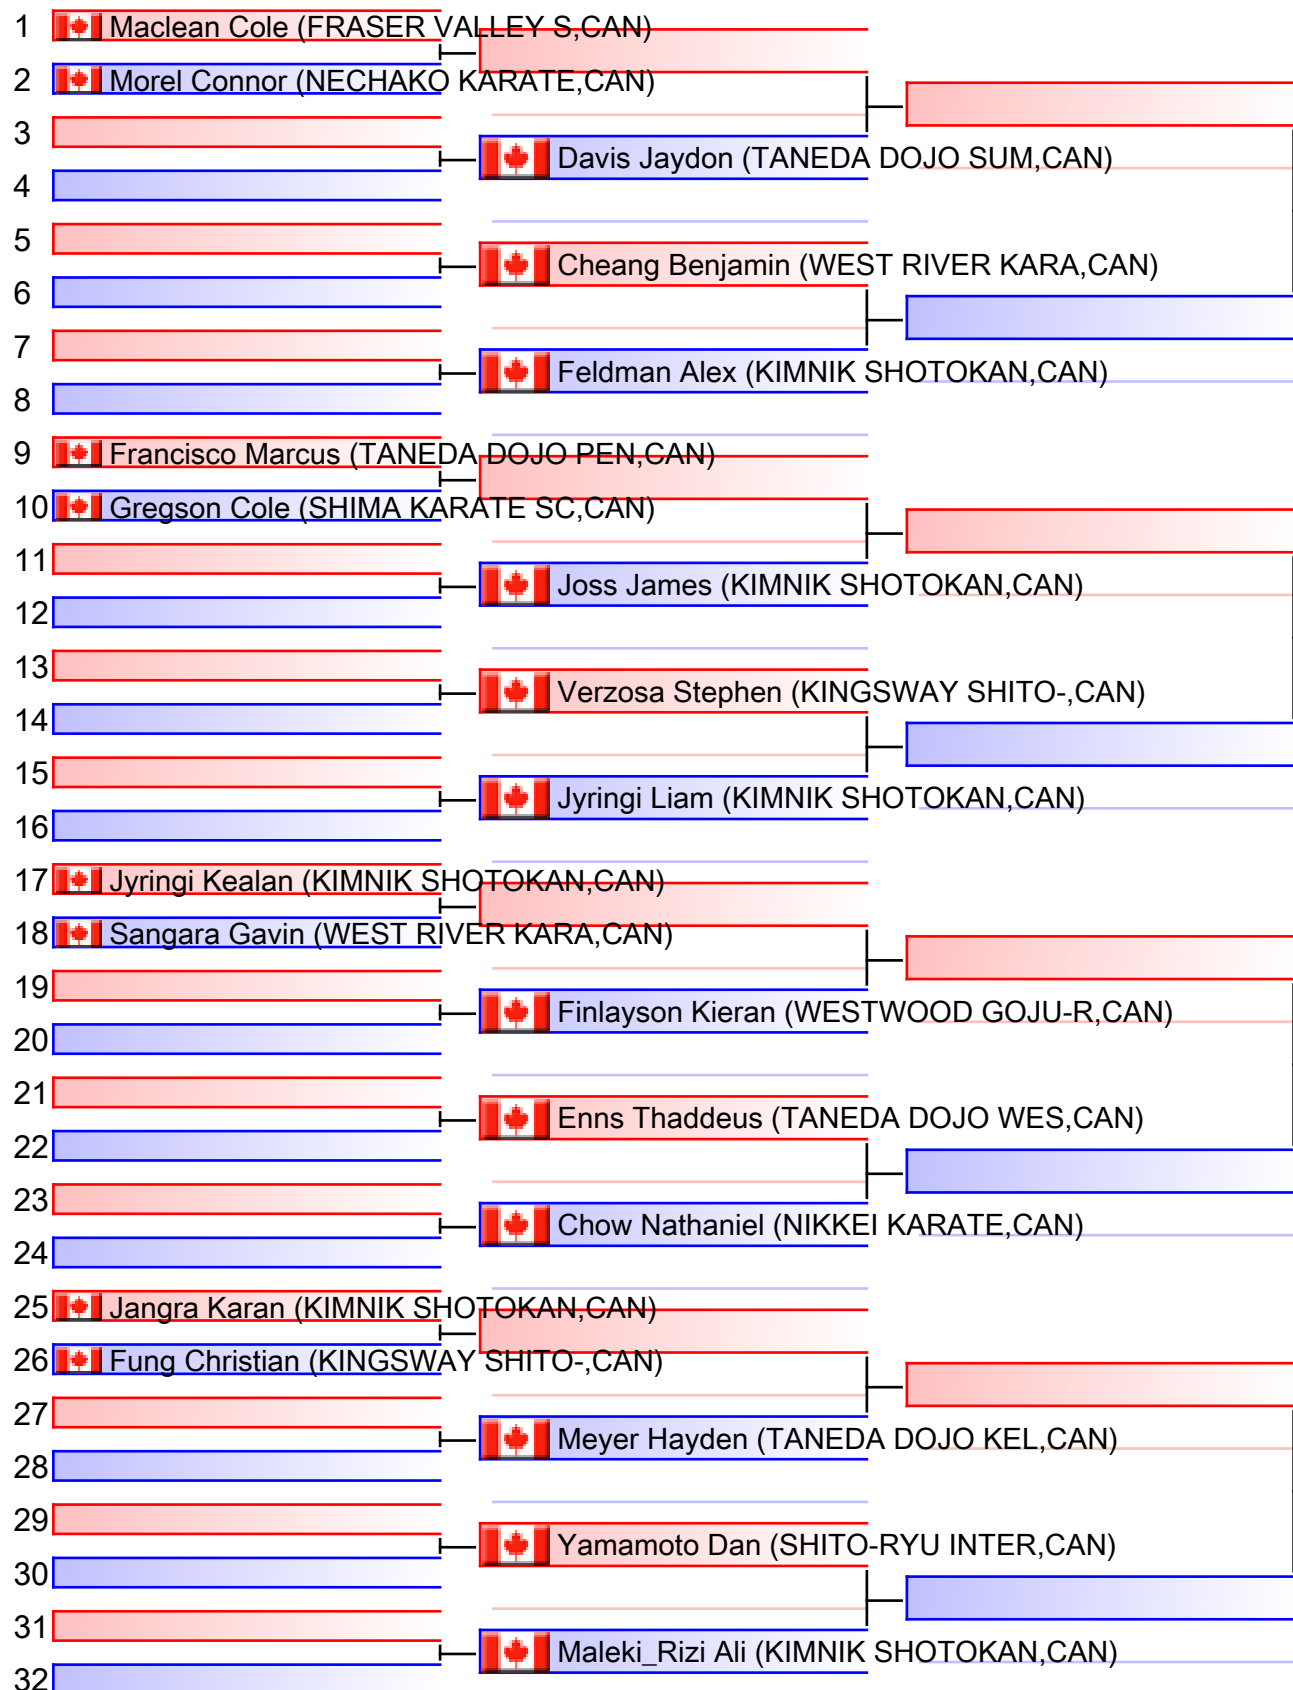 1 Maclean Cole (FRASER VALLEY S,CAN)
2 Morel Connor (NECHAKO KARATE,CAN)
3
Davis Jaydon (TANEDA DOJO SUM,CAN)
4
5
Cheang Benjamin (WEST RIVER KARA,CAN)
6
7
Feldman Alex (KIMNIK SHOTOKAN,CAN)
8
9 Francisco Marcus (TANEDA DOJO PEN,CAN)
10 Gregson Cole (SHIMA KARATE SC,CAN)
11
Joss James (KIMNIK SHOTOKAN,CAN)
12
13
Verzosa Stephen (KINGSWAY SHITO-,CAN)
14
15
Jyringi Liam (KIMNIK SHOTOKAN,CAN)
16
17 Jyringi Kealan (KIMNIK SHOTOKAN,CAN)
18 Sangara Gavin (WEST RIVER KARA,CAN)
19
Finlayson Kieran (WESTWOOD GOJU-R,CAN)
20
21
Enns Thaddeus (TANEDA DOJO WES,CAN)
22
23
Chow Nathaniel (NIKKEI KARATE,CAN)
24
25 Jangra Karan (KIMNIK SHOTOKAN,CAN)
26 Fung Christian (KINGSWAY SHITO-,CAN)
27
Meyer Hayden (TANEDA DOJO KEL,CAN)
28
29
Yamamoto Dan (SHITO-RYU INTER,CAN)
30
31
Maleki_Rizi Ali (KIMNIK SHOTOKAN,CAN)
32